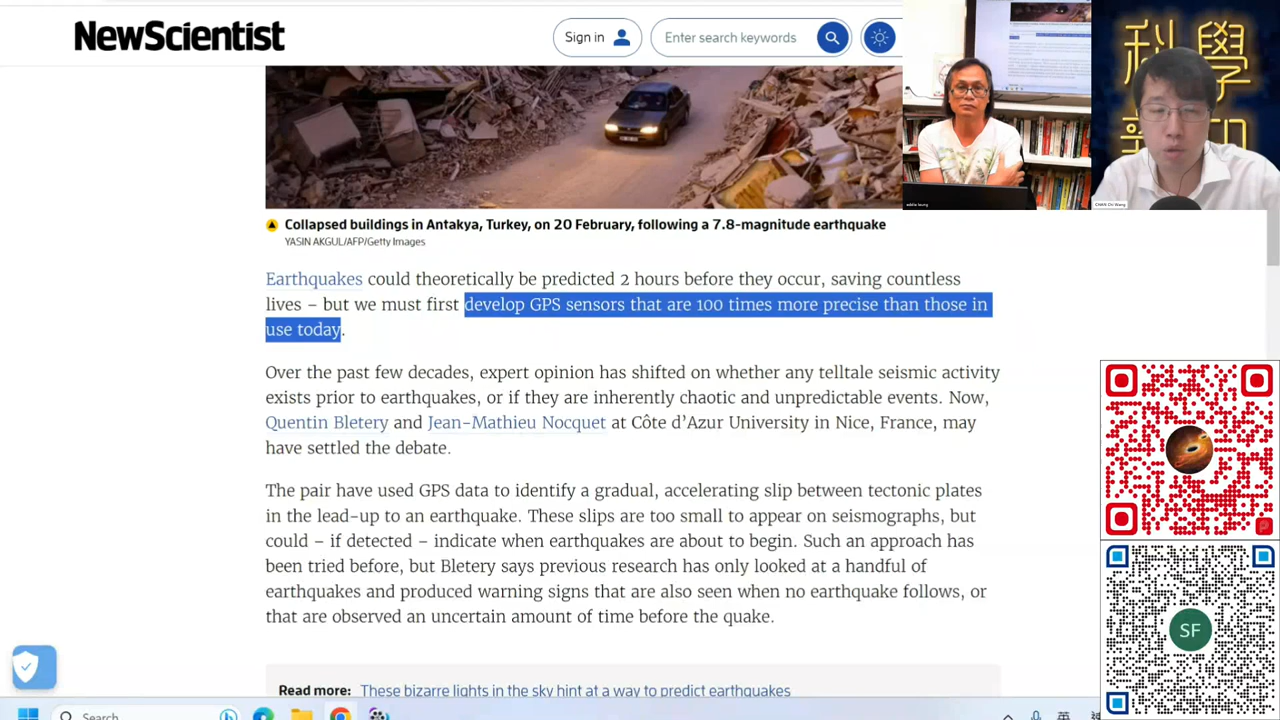 NewScientist
Sign in
Enter search keywords
科學
Collapsed buildings in Antakya, Turkey, on 20 February, following a 7.8-magnitude earthquake
YASIN AKGUL/AFP/Getty Images
Earthquakes could theoretically be predicted 2 hours before they occur, saving countless
lives – but we must first develop GPS sensors that are 100 times more precise than those in
use today.
Over the past few decades, expert opinion has shifted on whether any telltale seismic activity
exists prior to earthquakes, or if they are inherently chaotic and unpredictable events. Now,
Quentin Bletery and Jean-Mathieu Nocquet at Côte d’Azur University in Nice, France, may
have settled the debate.
The pair have used GPS data to identify a gradual, accelerating slip between tectonic plates
in the lead-up to an earthquake. slips are too small to appear on seismographs, but
could – if detected – indicate when earthquakes are about to begin. Such an approach has
been tried before, but Bletery says previous research has only looked at a handful of
earthquakes and produced warning signs that are also seen when no earthquake follows, or
that are observed an uncertain amount of time before the quake.
Read more: These bizarre lights in the sky hint at a way to predict earthquakes
SF
Search